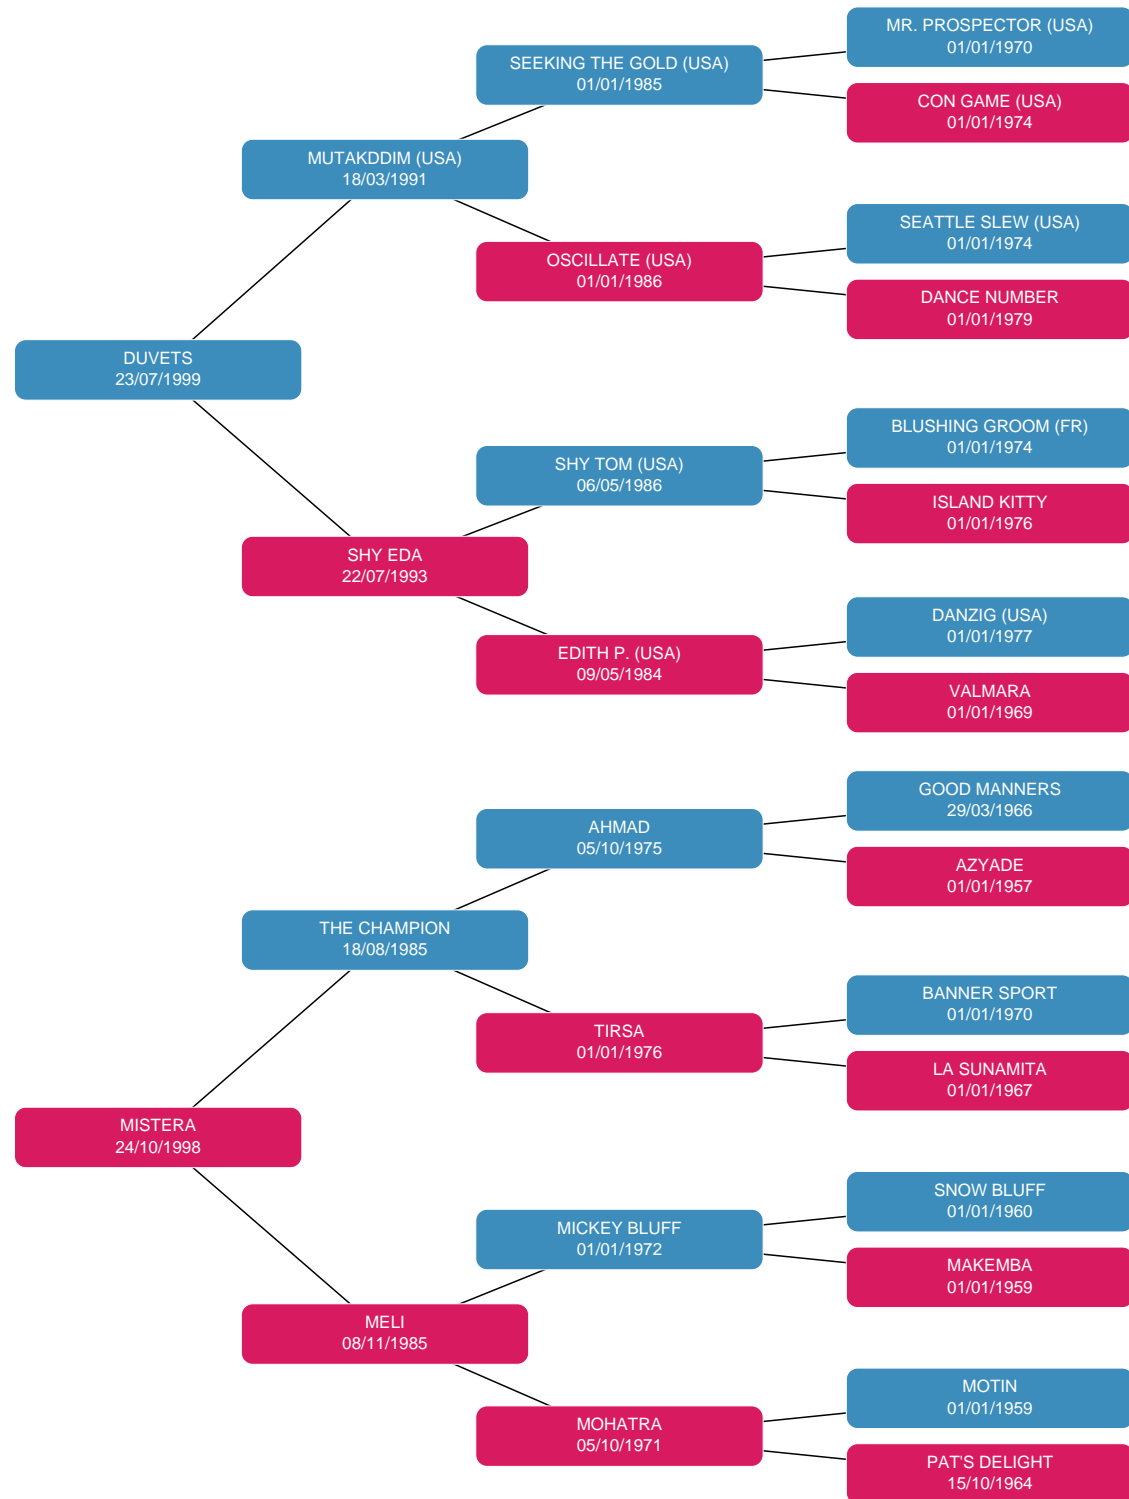 MR. PROSPECTOR (USA)
01/01/1970
SEEKING THE GOLD (USA)
01/01/1985
CON GAME (USA)
01/01/1974
MUTAKDDIM (USA)
18/03/1991
SEATTLE SLEW (USA)
01/01/1974
OSCILLATE (USA)
01/01/1986
DANCE NUMBER
01/01/1979
DUVETS
23/07/1999
BLUSHING GROOM (FR)
01/01/1974
SHY TOM (USA)
06/05/1986
ISLAND KITTY
01/01/1976
SHY EDA
22/07/1993
DANZIG (USA)
01/01/1977
EDITH P. (USA)
09/05/1984
VALMARA
01/01/1969
GOOD MANNERS
29/03/1966
AHMAD
05/10/1975
AZYADE
01/01/1957
THE CHAMPION
18/08/1985
BANNER SPORT
01/01/1970
TIRSA
01/01/1976
LA SUNAMITA
01/01/1967
MISTERA
24/10/1998
SNOW BLUFF
01/01/1960
MICKEY BLUFF
01/01/1972
MAKEMBA
01/01/1959
MELI
08/11/1985
MOTIN
01/01/1959
MOHATRA
05/10/1971
PAT'S DELIGHT
15/10/1964